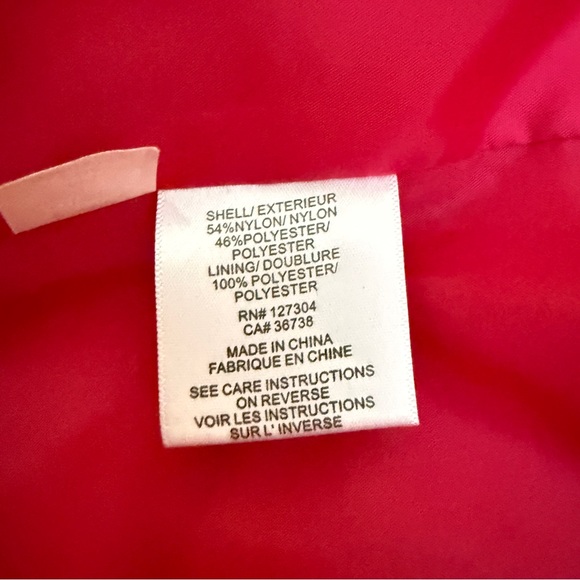 SHELL/ EXTERIEUR
54%NYLON/ NYLON
46%POLYESTER/
POLYESTER
LINING/ DOUBLURE
100% POLYESTER/
POLYESTER
RN# 127304
CA# 36738
MADE IN CHINA
FABRIQUE EN CHINE
SEE CARE INSTRUCTIONS
ON REVERSE
VOIR LES INSTRUCTIONS
SUR L' INVERSE